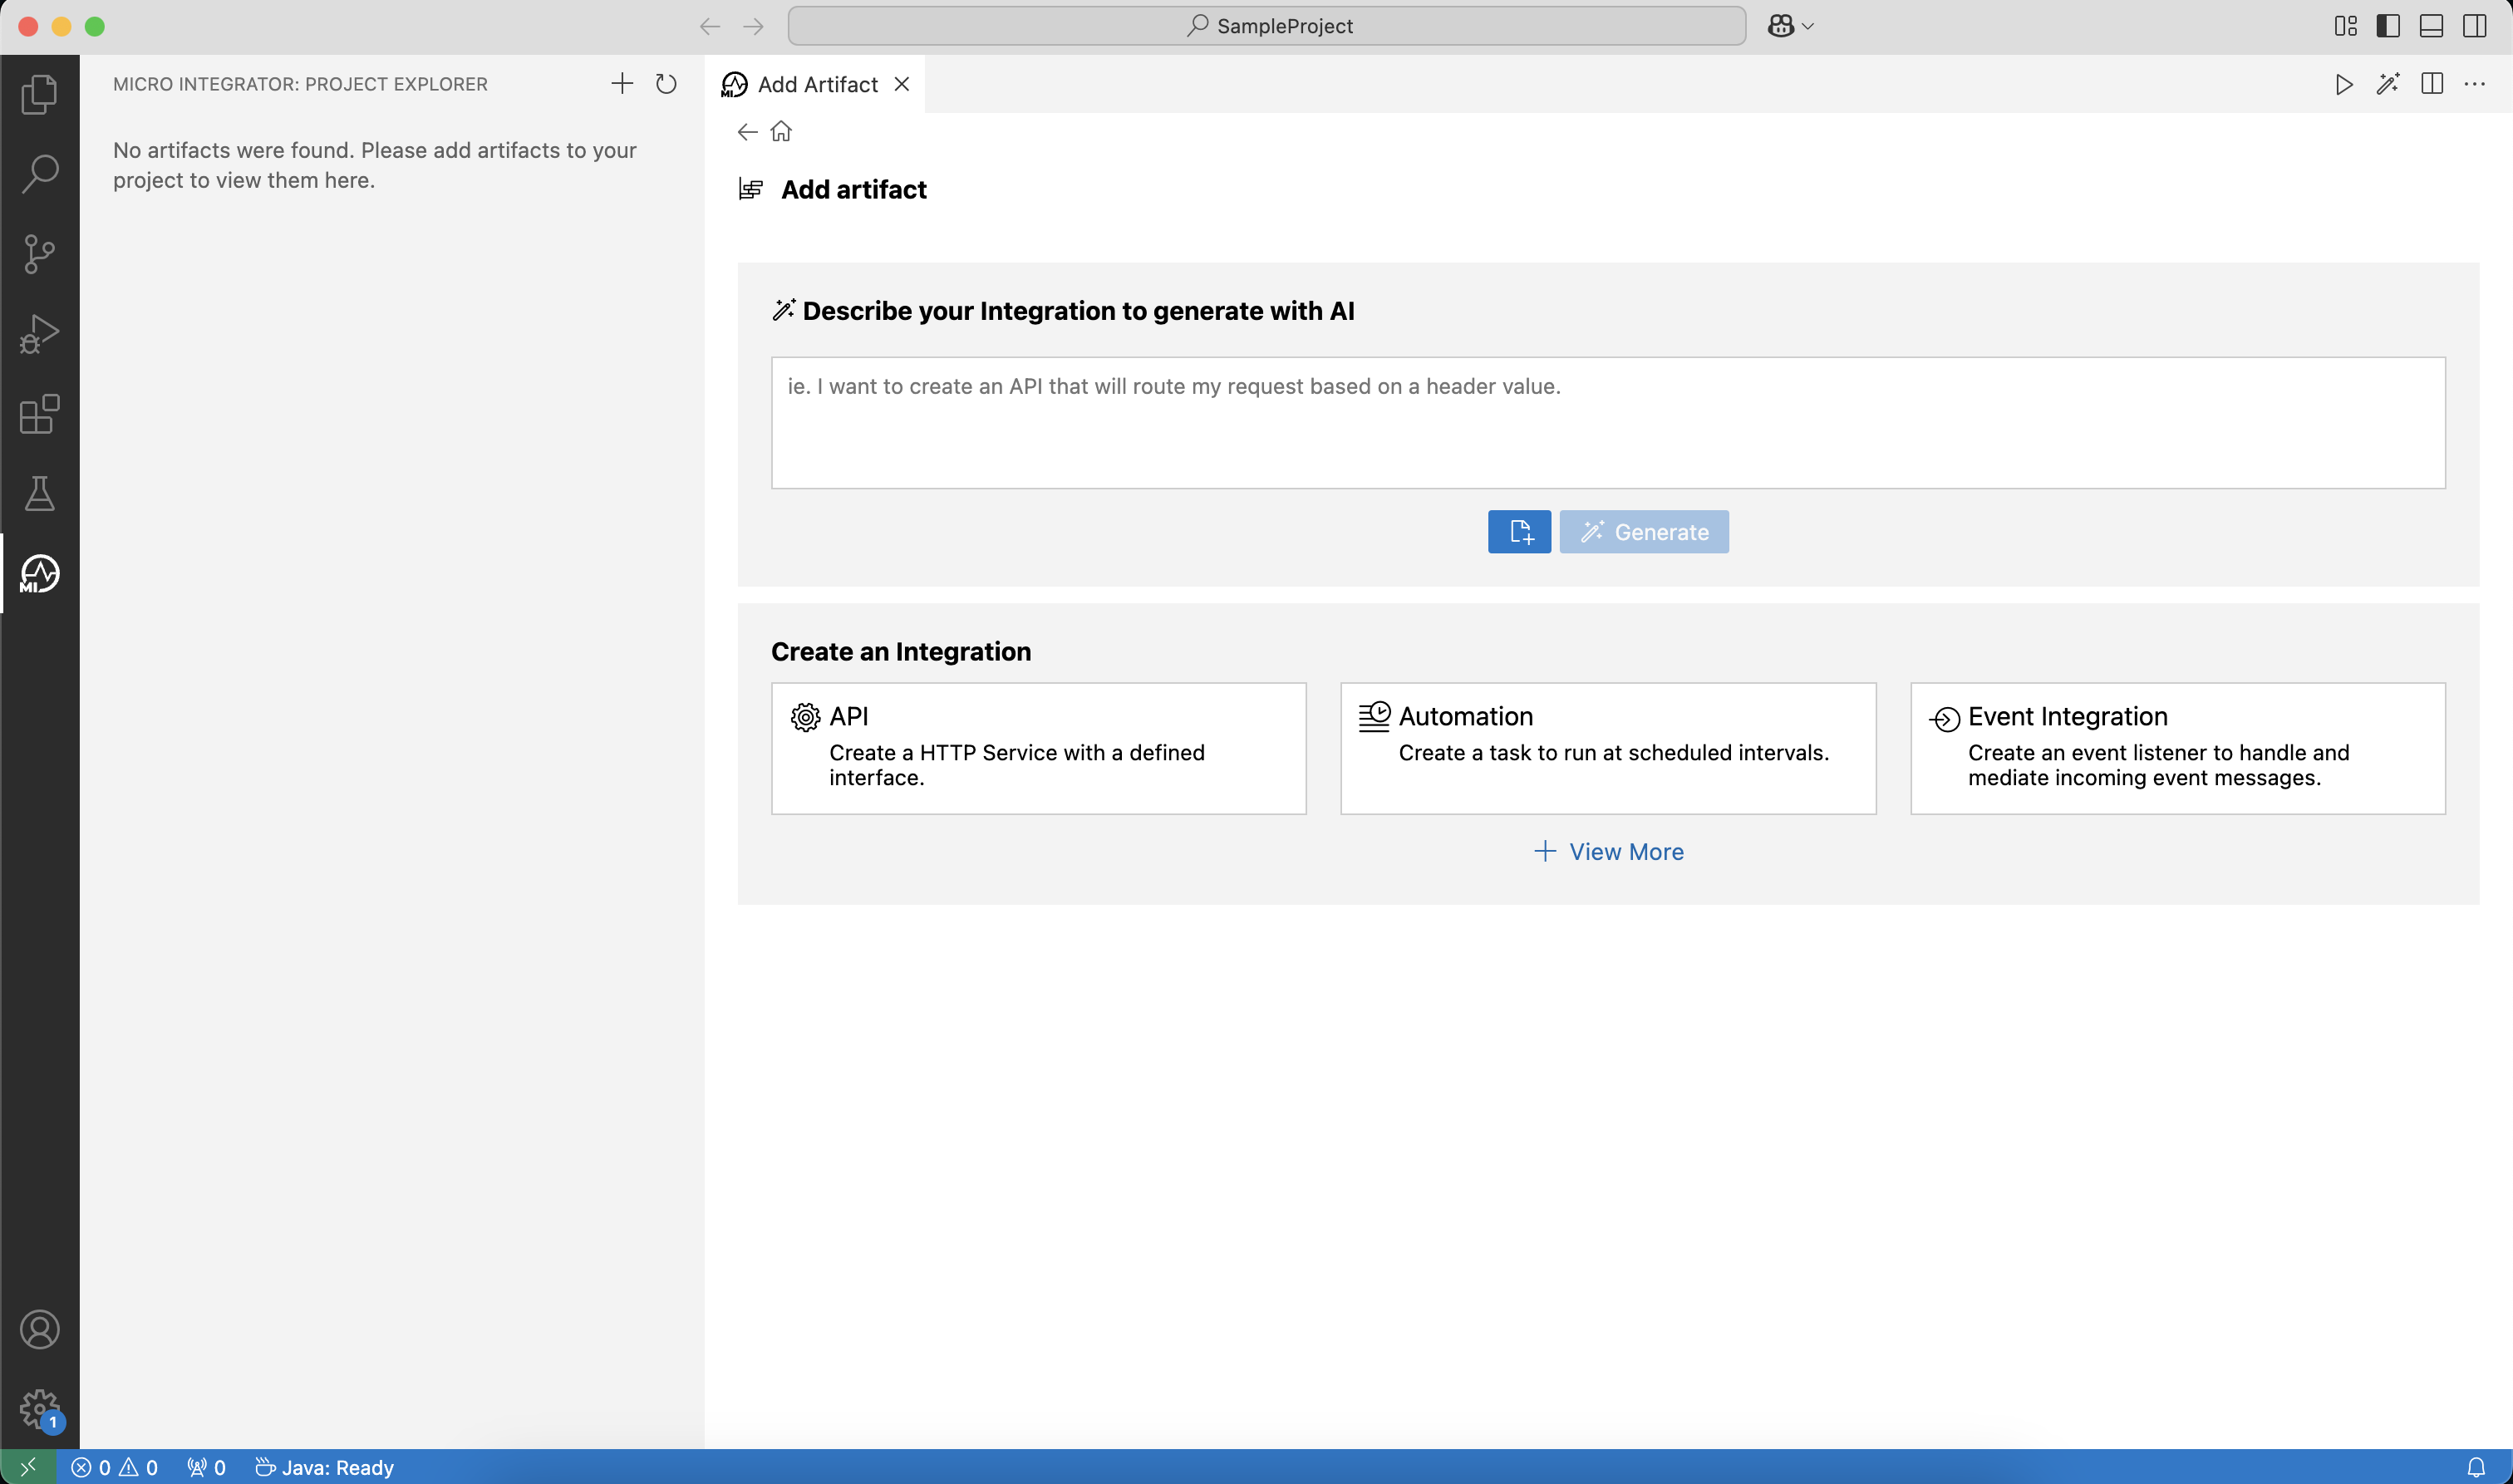 SampleProject
MICRO INTEGRATOR: PROJECT EXPLORER
No artifacts were found. Please add artifacts to your
project to view them here.
MI
Add Artifact
Add artifact
Describe your Integration to generate with AI
ie. I want to create an API that will route my request based on a header value.
Generate
Create an Integration
API
Create a HTTP Service with a defined
interface.
Automation
Create a task to run at scheduled intervals.
Event Integration
Create an event listener to handle and
mediate incoming event messages.
View More
MI
1
0 0 0 Java: Ready